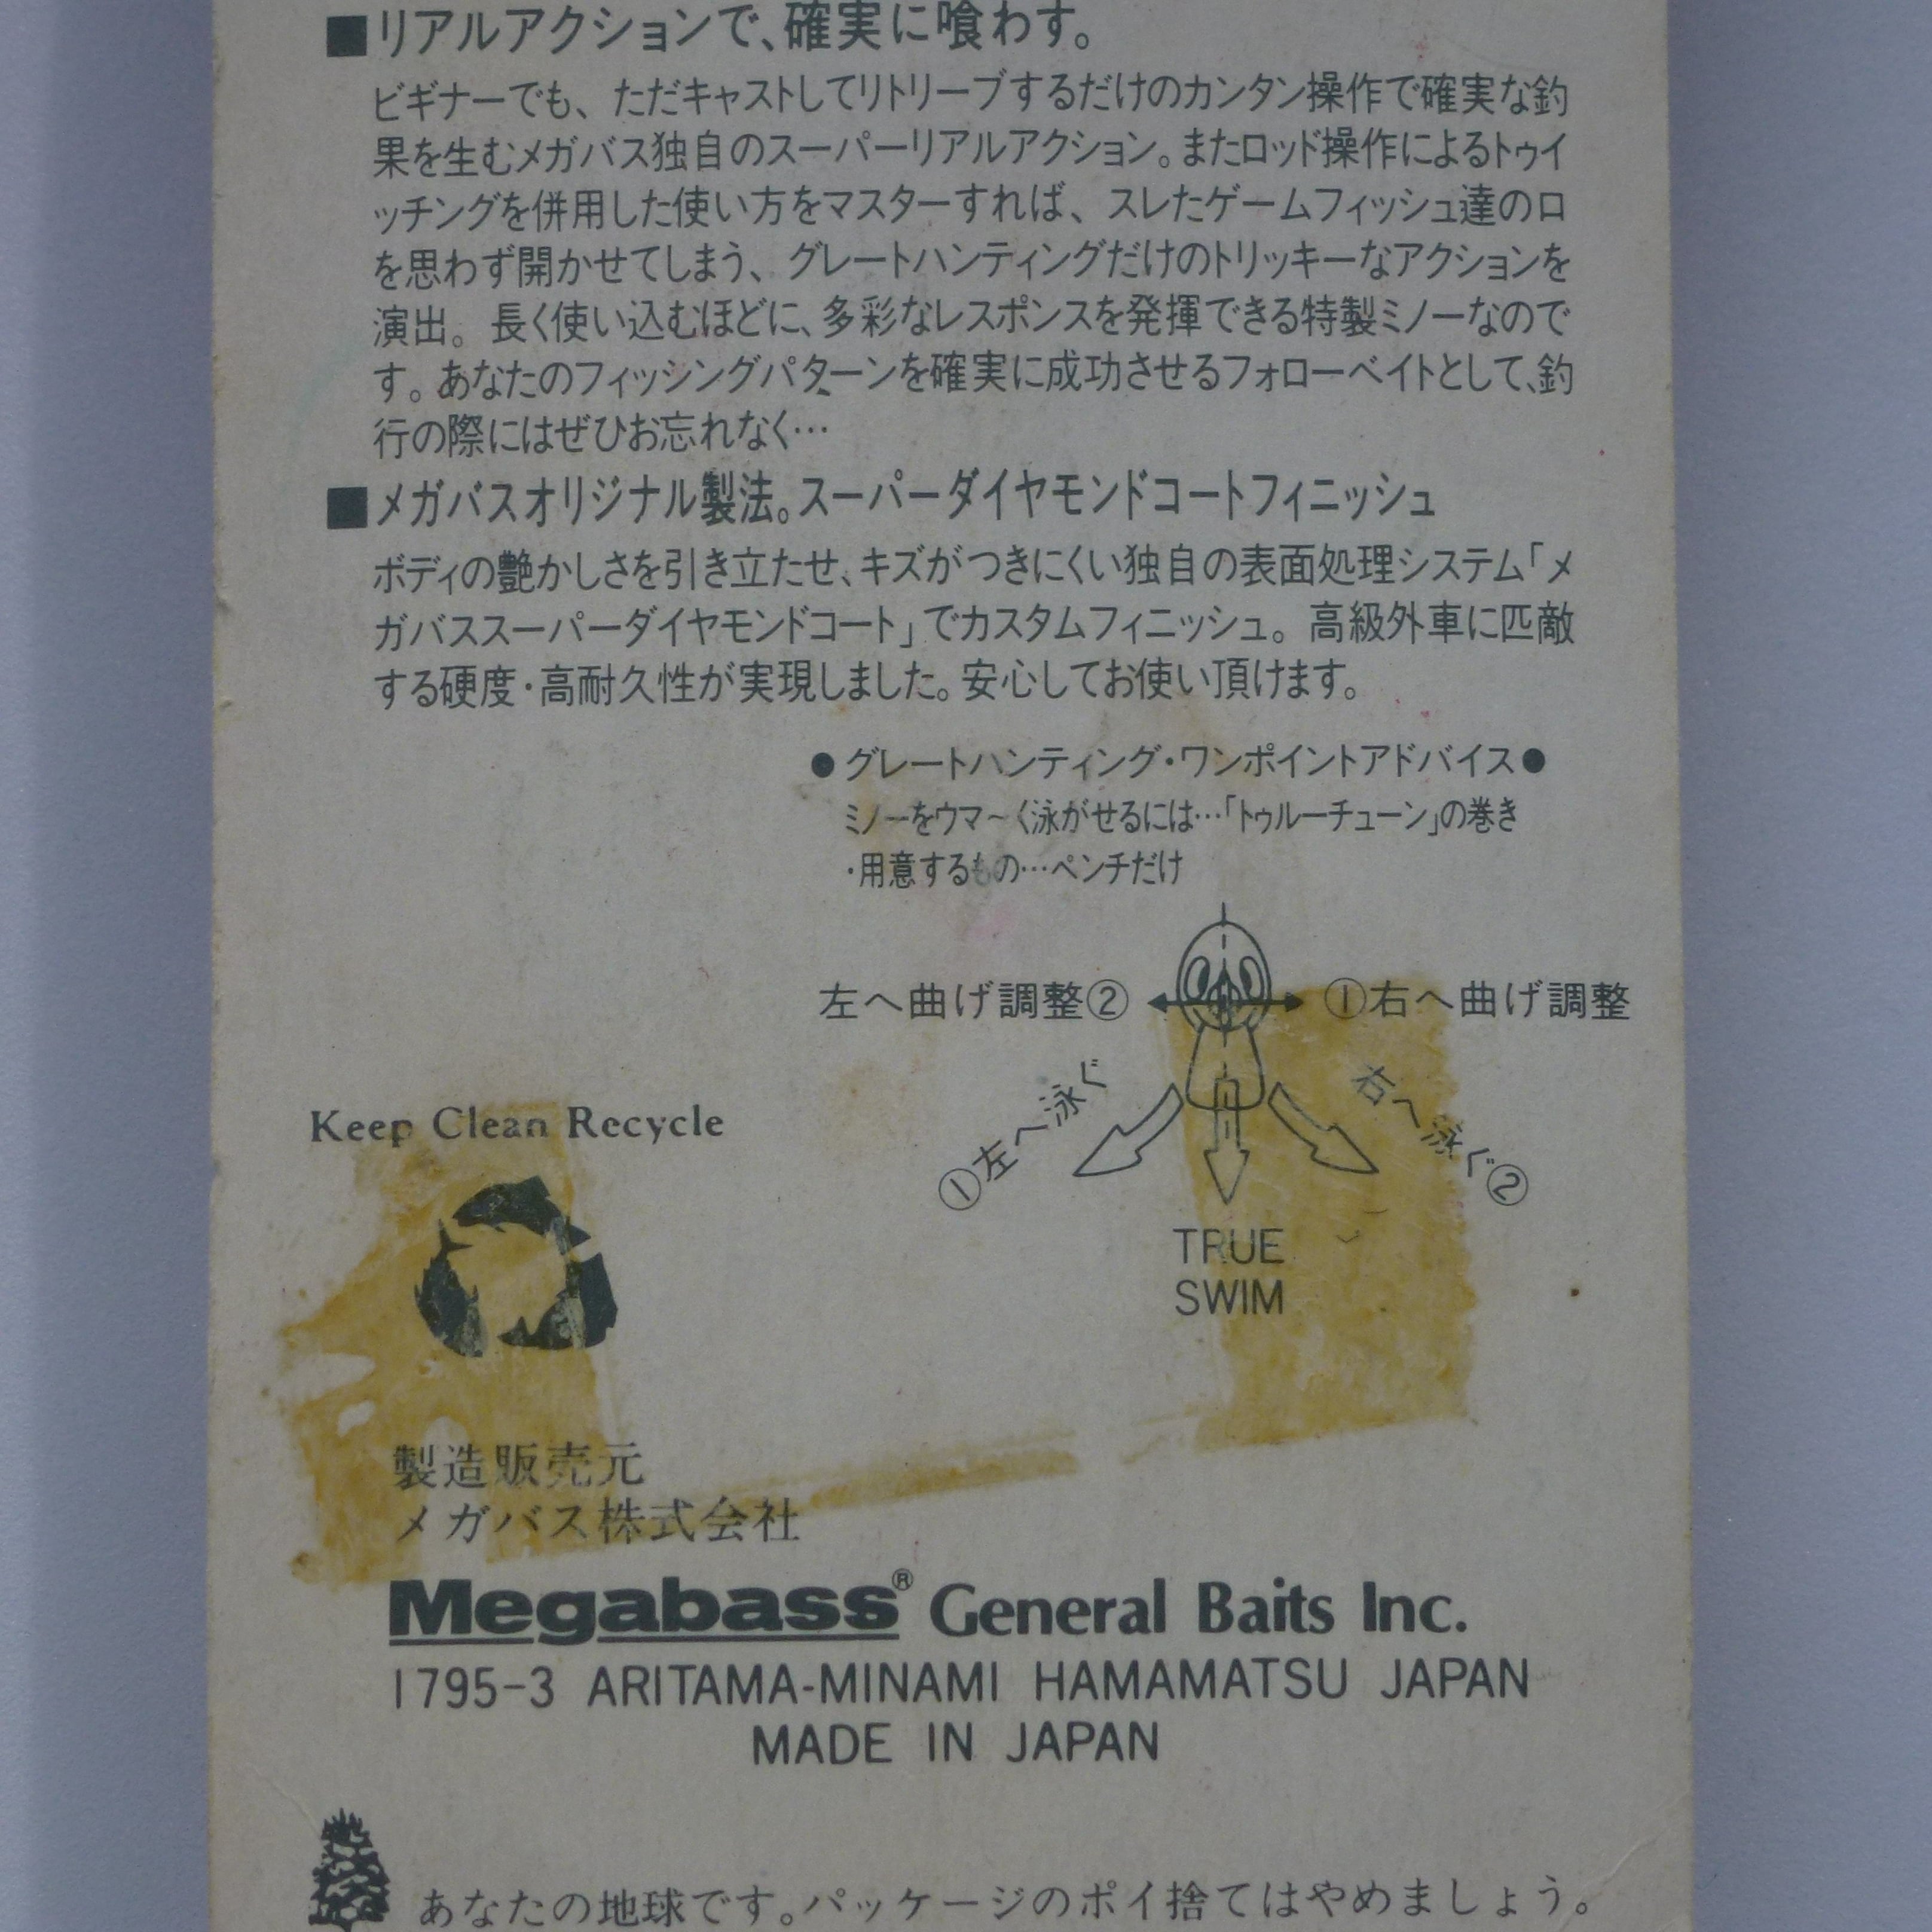 ■リアルアクションで、確実に喰わす。
ビギナーでも、ただキャストしてリトリーブするだけのカンタン操作で確実な釣
果を生むメガバス独自のスーパーリアルアクション。またロッド操作によるトゥイ
ッチングを併用した使い方をマスターすれば、スレたゲームフィッシュ達の口
を思わず開かせてしまう、グレートハンティングだけのトリッキーなアクションを
演出。長く使い込むほどに、多彩なレスポンスを発揮できる特製ミノーなので
す。あなたのフィッシングパターンを確実に成功させるフォローベイトとして、釣
行の際にはぜひお忘れなく…
■メガバスオリジナル製法。スーパーダイヤモンドコートフィニッシュ
ボディの艶かしさを引き立たせ、キズがつきにくい独自の表面処理システム「メ
ガバススーパーダイヤモンドコート」でカスタムフィニッシュ。高級外車に匹敵
する硬度・高耐久性が実現しました。安心してお使い頂けます。
●グレートハンティング・ワンポイントアドバイス●
ミノーをウマ～く泳がせるには…「トゥルーチューン」の巻き
・用意するもの…ペンチだけ
左へ曲げ調整②
①右へ曲げ調整
①左へ泳ぐ
右へ泳ぐ②
TRUE
SWIM
Keep Clean Recycle
製造販売元
メガバス株式会社
Megabass® General Baits Inc.
1795-3 ARITAMA-MINAMI HAMAMATSU JAPAN
MADE IN JAPAN
あなたの地球です。パッケージのポイ捨てはやめましょう。